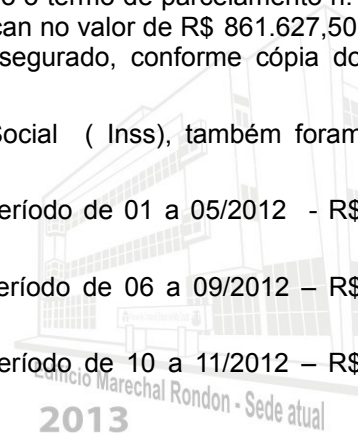 o termo de parcelamento n.
can no valor de R$ 861.627,50
segurado, conforme cópia do
Social ( Inss), também foram
eríodo de 01 a 05/2012 - R$
eríodo de 06 a 09/2012 – R$
eríodo de 10 a 11/2012 – R$
Edifício Marechal Rondon - Sede atual
2013